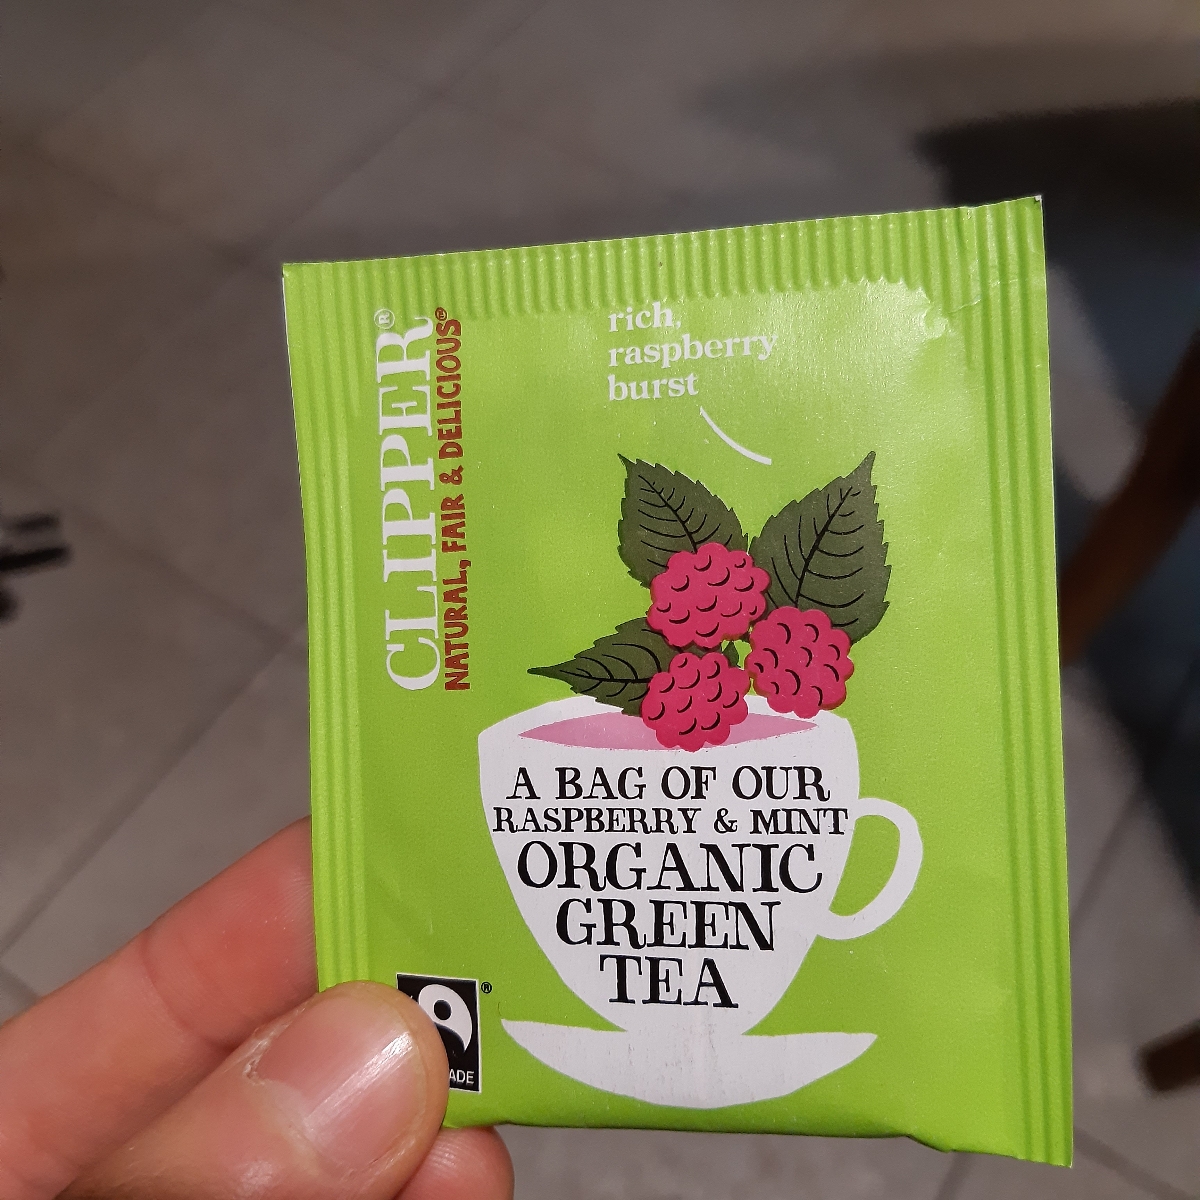 CLIPPER®
NATURAL, FAIR & DELICIOUS®
rich,
raspberry
burst
A BAG OF OUR
RASPBERRY & MINT
ORGANIC
GREEN
TEA
®